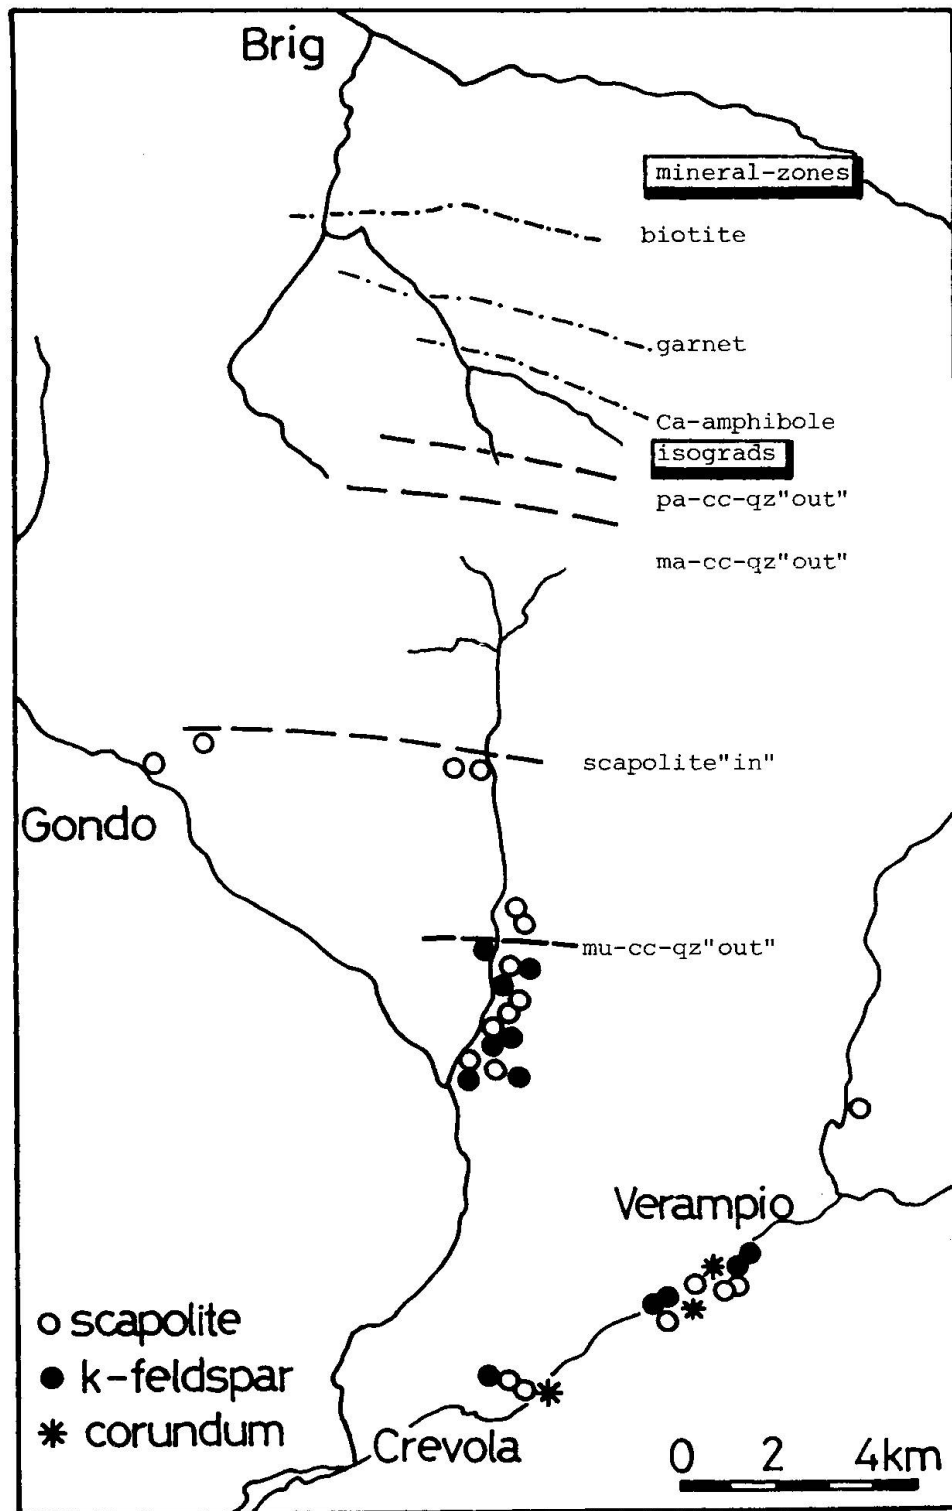 Brig
mineral-zones
biotite
garnet
Ca-amphibole
isograds
pa-cc-qz"out"
ma-cc-qz"out"
scapolite"in"
Gondo
mu-cc-qz"out"
Verampio
scapolite
k-feldspar
corundum
Crevola
0 2 4km